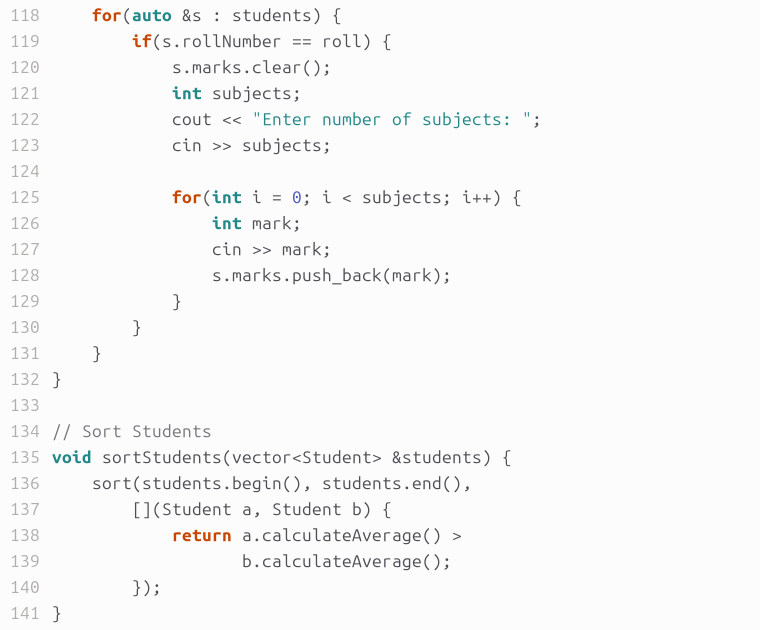 118     for(auto &s : students) {
119         if(s.rollNumber == roll) {
120             s.marks.clear();
121             int subjects;
122             cout << "Enter number of subjects: ";
123             cin >> subjects;
124
125             for(int i = 0; i < subjects; i++) {
126                 int mark;
127                 cin >> mark;
128                 s.marks.push_back(mark);
129             }
130         }
131     }
132 }
133
134 // Sort Students
135 void sortStudents(vector<Student> &students) {
136     sort(students.begin(), students.end(),
137         [](Student a, Student b) {
138             return a.calculateAverage() >
139                    b.calculateAverage();
140         });
141 }